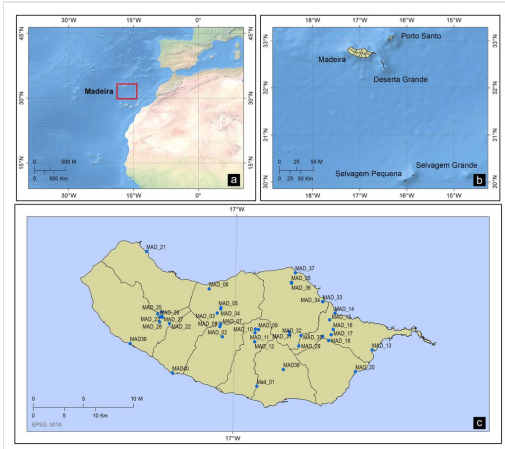 30°W 15°W 0°
45°N 45°N
Madeira
30°N 30°N
15°N 15°N
0 500 M
0 500 Km
a
30°W 15°W 0°
18°W 17°W 16°W 15°W
33°N 33°N
Porto Santo
Madeira
Deserta Grande
32°N 32°N
31°N 31°N
Selvagem Grande
0 25 50 M
Selvagem Pequena
0 25 50 Km
30°N 30°N
b
18°W 17°W 16°W 15°W
17°W
MAD_21
MAD_37
MAD_35
MAD_36
MAD_06
MAD_33
MAD_34
MAD_05
MAD_14
MAD_04
MAD_03
MAD_15
MAD_07
MAD_09
MAD_10
MAD_16
MAD_32
MAD_17
MAD_27
MAD_22
MAD_02
MAD_11
MAD_18
MAD_12
MAD_29
MAD39
MAD_13
MAD40
MAD38
MAD_20
Mad_01
0 5 10 M
0 5 10 Km
EPSG: 5016
c
17°W